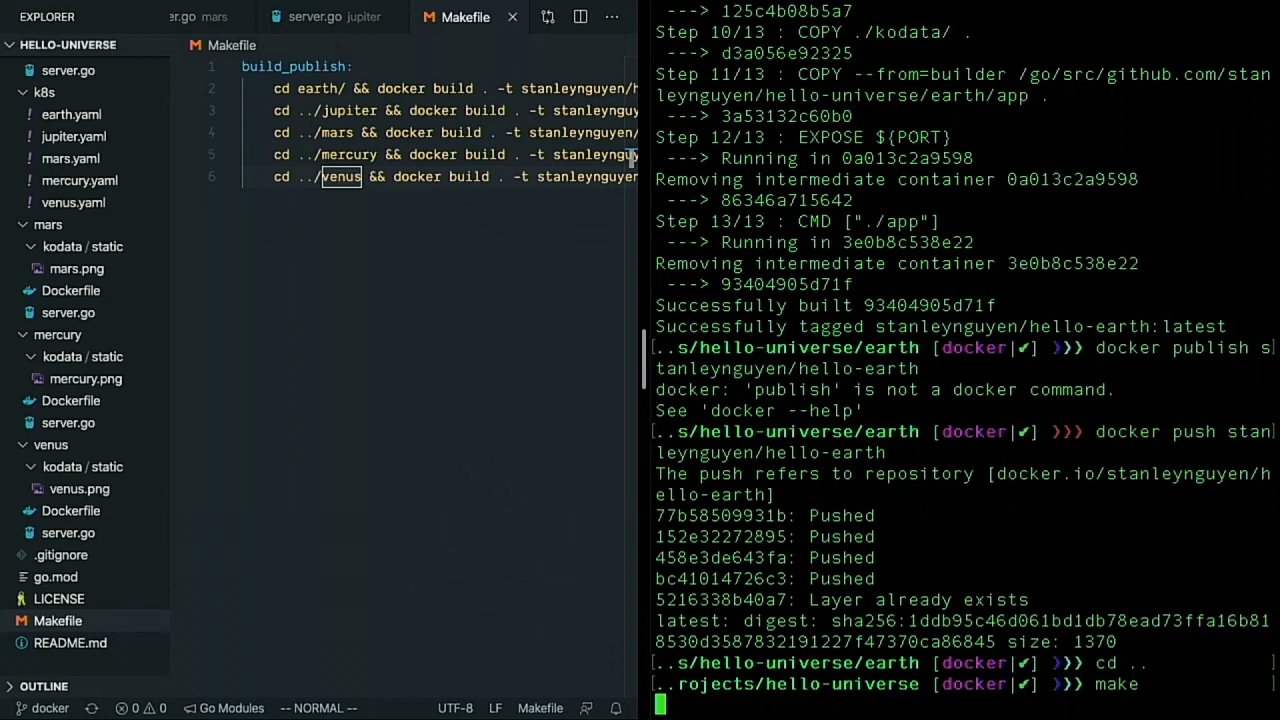 EXPLORER
er.go mars
server.go jupiter
Makefile
HELLO-UNIVERSE
server.go
k8s
earth.yaml
jupiter.yaml
mars.yaml
mercury.yaml
venus.yaml
mars
kodata / static
mars.png
Dockerfile
server.go
mercury
kodata / static
mercury.png
Dockerfile
server.go
venus
kodata / static
venus.png
Dockerfile
server.go
.gitignore
go.mod
LICENSE
Makefile
README.md
OUTLINE
Makefile
1 build_publish:
2 cd earth/ && docker build . -t stanleynguyen/h
3 cd ../jupiter && docker build . -t stanleynguyen
4 cd ../mars && docker build . -t stanleynguyen/
5 cd ../mercury && docker build . -t stanleynguy
6 cd ../venus && docker build . -t stanleynguyen
docker 0 0 Go Modules -- NORMAL -- UTF-8 LF Makefile
---> 125c4b08b5a7
Step 10/13 : COPY ./kodata/ .
---> d3a056e92325
Step 11/13 : COPY --from=builder /go/src/github.com/stan
leynguyen/hello-universe/earth/app .
---> 3a53132c60b0
Step 12/13 : EXPOSE ${PORT}
---> Running in 0a013c2a9598
Removing intermediate container 0a013c2a9598
---> 86346a715642
Step 13/13 : CMD ["./app"]
---> Running in 3e0b8c538e22
Removing intermediate container 3e0b8c538e22
---> 93404905d71f
Successfully built 93404905d71f
Successfully tagged stanleynguyen/hello-earth:latest
[..s/hello-universe/earth [docker|✔] ❯❯❯ docker publish s]
tanleynguyen/hello-earth
docker: 'publish' is not a docker command.
See 'docker --help'
[..s/hello-universe/earth [docker|✔] ❯❯❯ docker push stan]
leynguyen/hello-earth
The push refers to repository [docker.io/stanleynguyen/h
ello-earth]
77b58509931b: Pushed
152e32272895: Pushed
458e3de643fa: Pushed
bc41014726c3: Pushed
5216338b40a7: Layer already exists
latest: digest: sha256:1ddb95c46d061bd1db78ead73ffa16b81
8530d3587832191227f47370ca86845 size: 1370
[..s/hello-universe/earth [docker|✔] ❯❯❯ cd .. ]
[..rojects/hello-universe [docker|✔] ❯❯❯ make ]